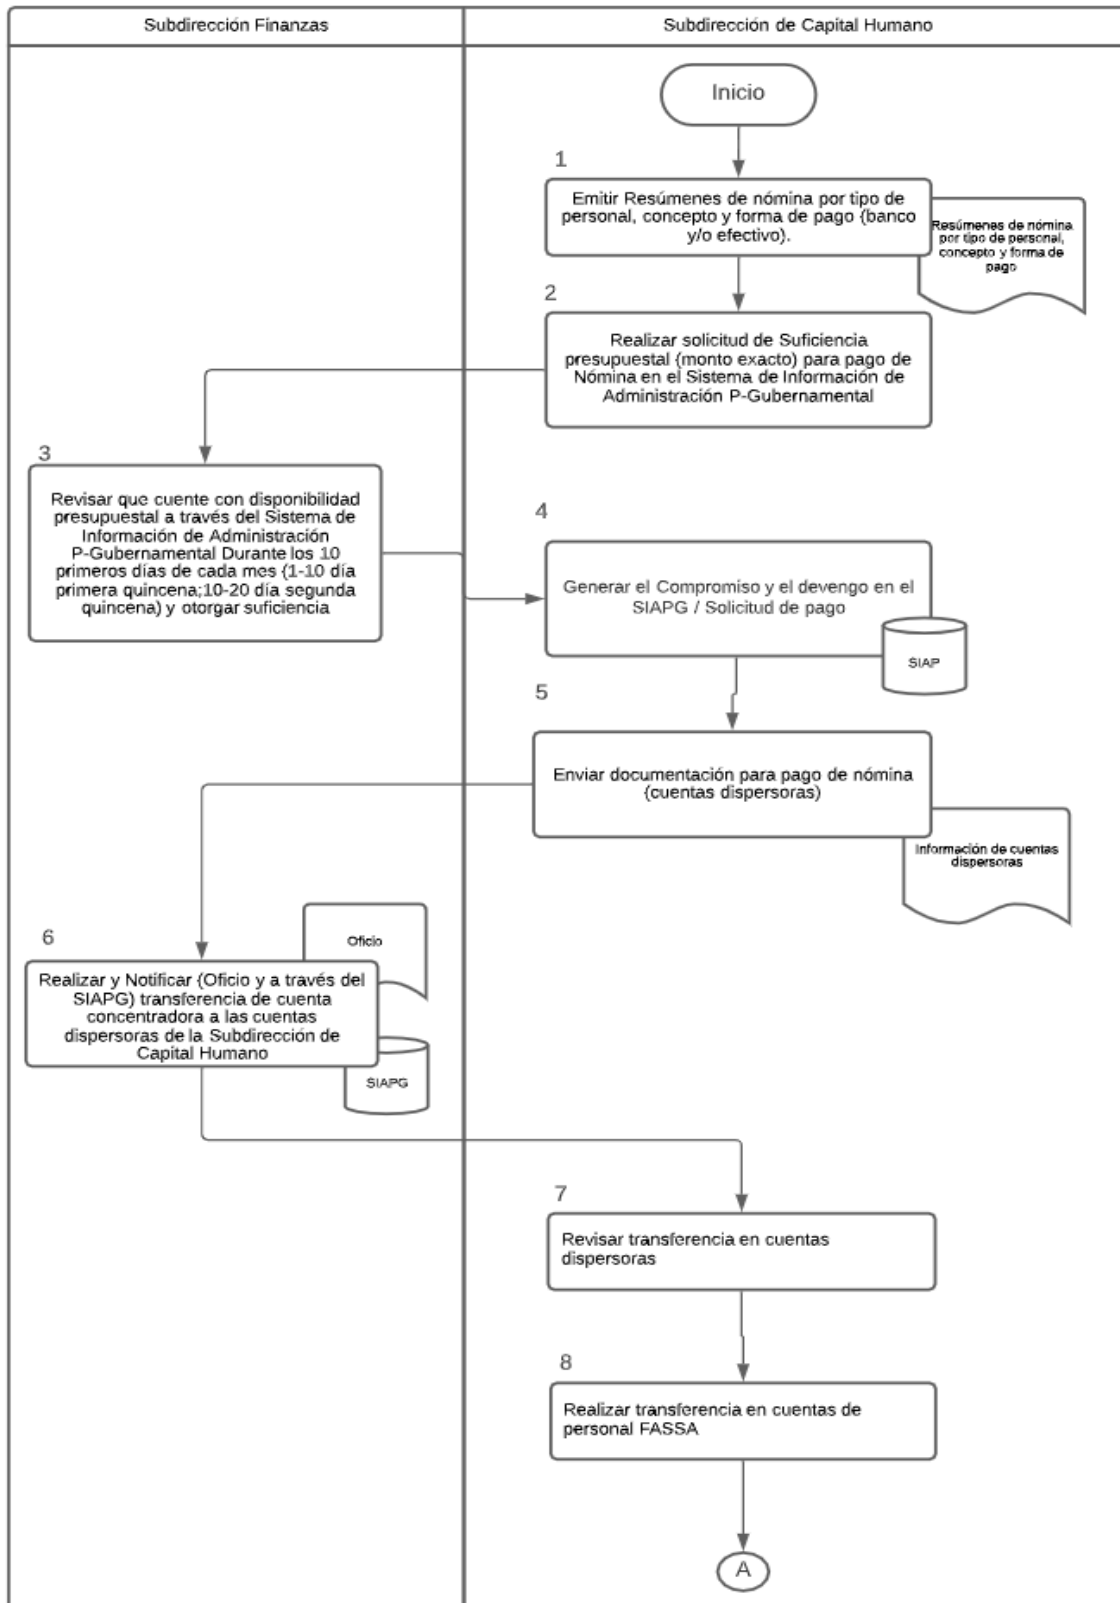 Subdirección Finanzas
Subdirección de Capital Humano
Inicio
1
Emitir Resúmenes de nómina por tipo de
personal, concepto y forma de pago (banco
y/o efectivo).
Resúmenes de nómina
por tipo de personal,
concepto y forma de
pago
2
Realizar solicitud de Suficiencia
presupuestal (monto exacto) para pago de
Nómina en el Sistema de Información de
Administración P-Gubernamental
3
Revisar que cuente con disponibilidad
presupuestal a través del Sistema de
Información de Administración
P-Gubernamental Durante los 10
primeros días de cada mes (1-10 día
primera quincena;10-20 día segunda
quincena) y otorgar suficiencia
4
Generar el Compromiso y el devengo en el
SIAPG / Solicitud de pago
SIAP
5
Enviar documentación para pago de nómina
(cuentas dispersoras)
Información de cuentas
dispersoras
6
Oficio
Realizar y Notificar (Oficio y a través del
SIAPG) transferencia de cuenta
concentradora a las cuentas
dispersoras de la Subdirección de
Capital Humano
SIAPG
7
Revisar transferencia en cuentas
dispersoras
8
Realizar transferencia en cuentas de
personal FASSA
A